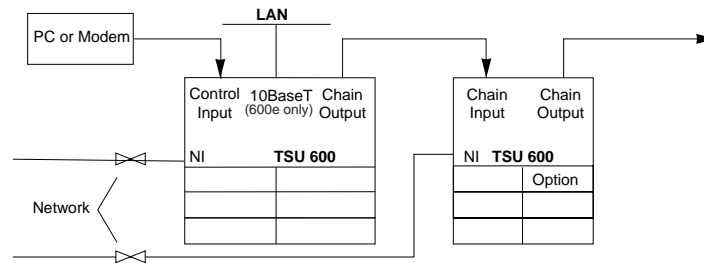 LAN
PC or Modem
Control Input
10BaseT (600e only)
Chain Output
NI
TSU 600
Chain Input
Chain Output
NI
TSU 600
Option
Network